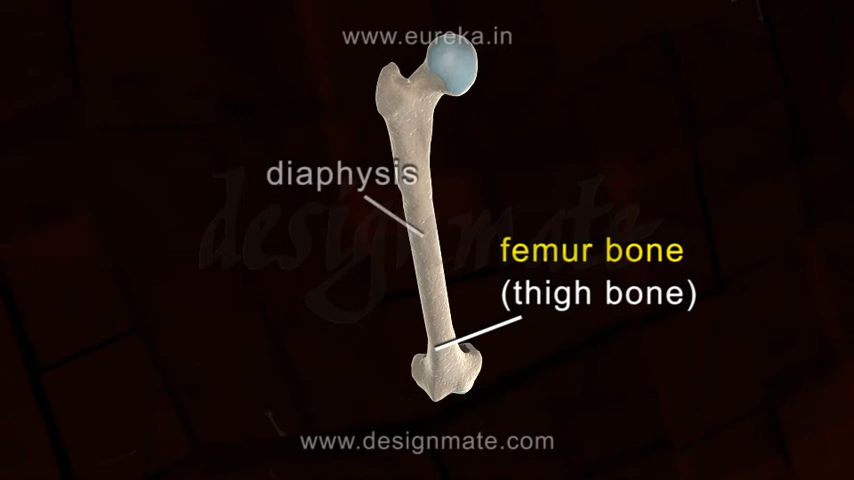 www.eureka.in
diaphysis
designmate
femur bone
(thigh bone)
www.designmate.com